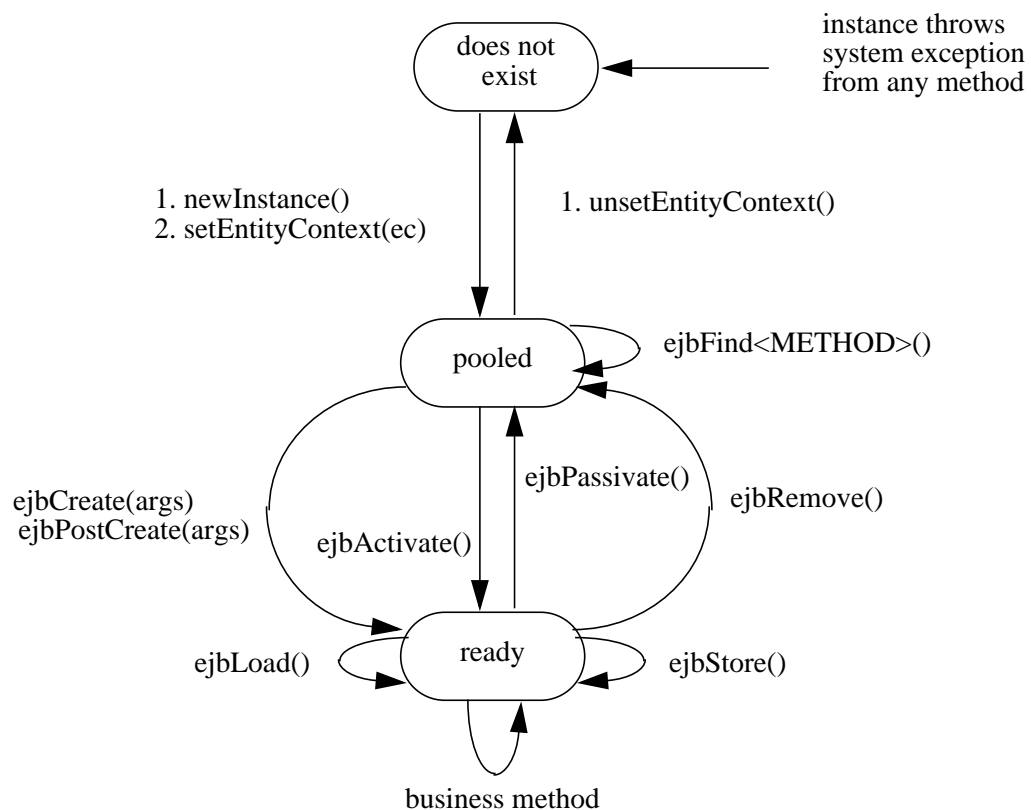 does not
exist
instance throws
system exception
from any method
1. newInstance()
2. setEntityContext(ec)
1. unsetEntityContext()
pooled
ejbFind<METHOD>()
ejbCreate(args)
ejbPostCreate(args)
ejbPassivate()
ejbRemove()
ejbActivate()
ready
ejbLoad()
ejbStore()
business method